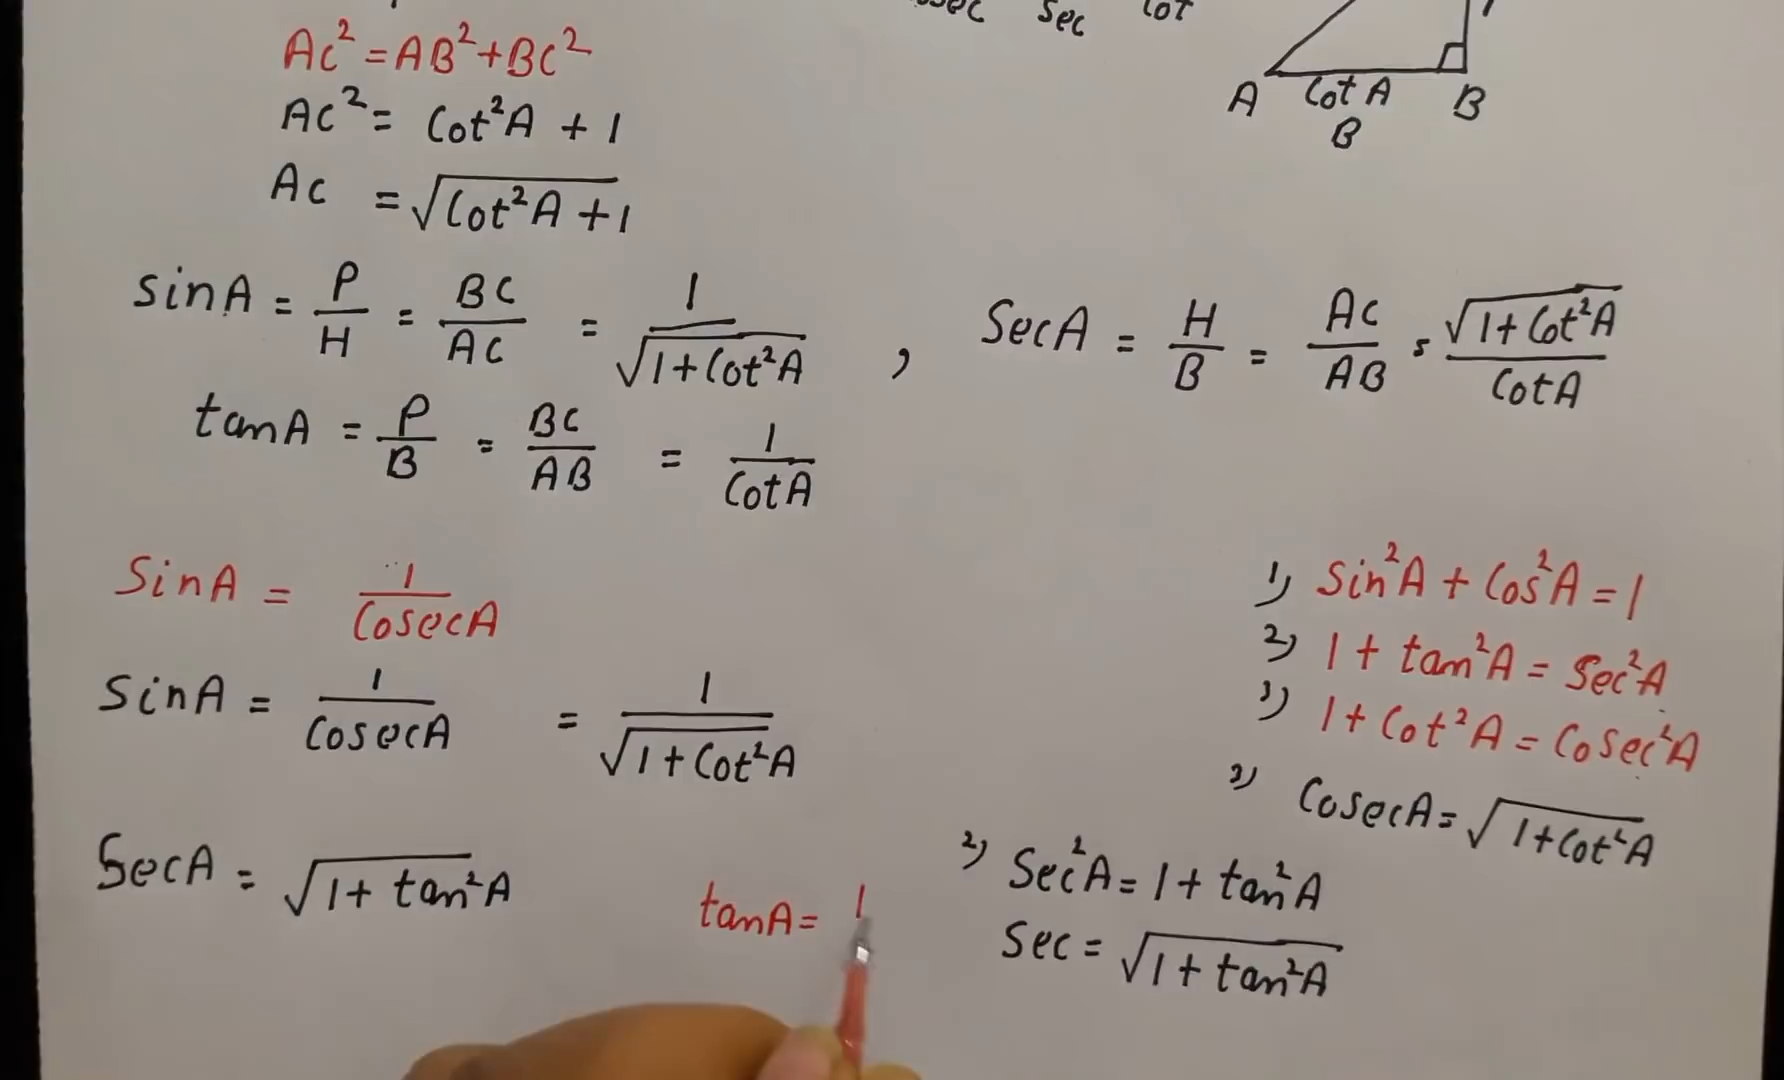 sec cot
AC² = AB² + BC²
AC² = Cot²A + 1
AC = √Cot²A + 1
A Cot A B
B
sinA = P/H = BC/AC = 1/√1+Cot²A , SecA = H/B = AC/AB = √1+Cot²A/CotA
tanA = P/B = BC/AB = 1/CotA
SinA = 1/CosecA
SinA = 1/CosecA = 1/√1+Cot²A
SecA = √1+tan²A
tanA = 1
1) Sin²A + Cos²A = 1
2) 1 + tan²A = Sec²A
3) 1 + Cot²A = Cosec²A
3) CosecA = √1+Cot²A
2) Sec²A = 1 + tan²A
Sec = √1+tan²A